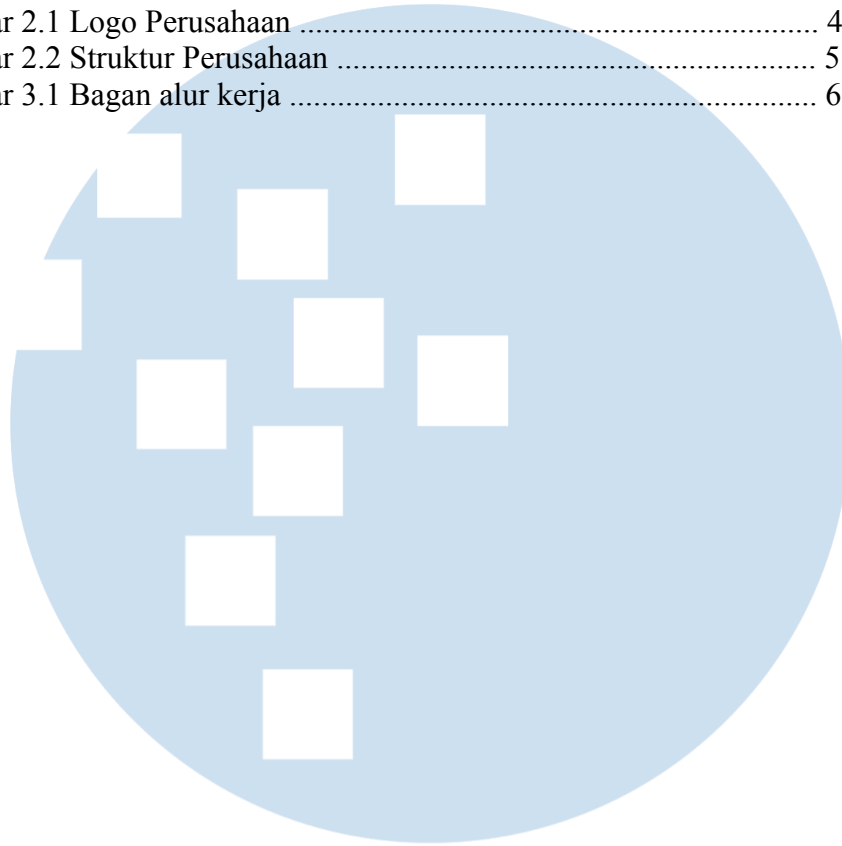 ar 2.1 Logo Perusahaan ........................................................................ 4
ar 2.2 Struktur Perusahaan ................................................................... 5
ar 3.1 Bagan alur kerja .......................................................................... 6